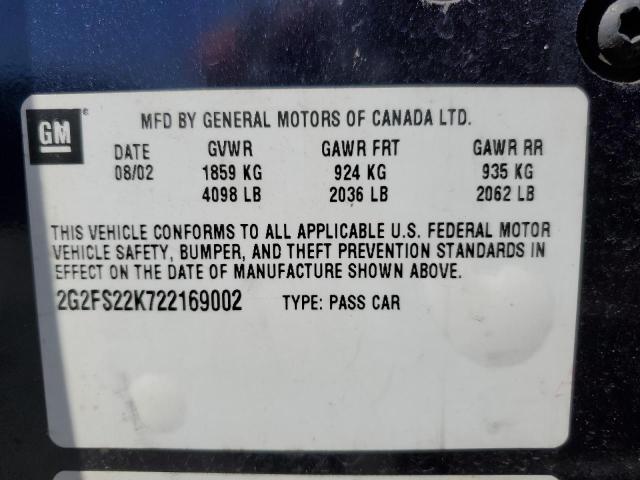 GM®
MFD BY GENERAL MOTORS OF CANADA LTD.
DATE GVWR GAWR FRT GAWR RR
08/02 1859 KG 924 KG 935 KG
4098 LB 2036 LB 2062 LB
THIS VEHICLE CONFORMS TO ALL APPLICABLE U.S. FEDERAL MOTOR
VEHICLE SAFETY, BUMPER, AND THEFT PREVENTION STANDARDS IN
EFFECT ON THE DATE OF MANUFACTURE SHOWN ABOVE.
2G2FS22K722169002 TYPE: PASS CAR